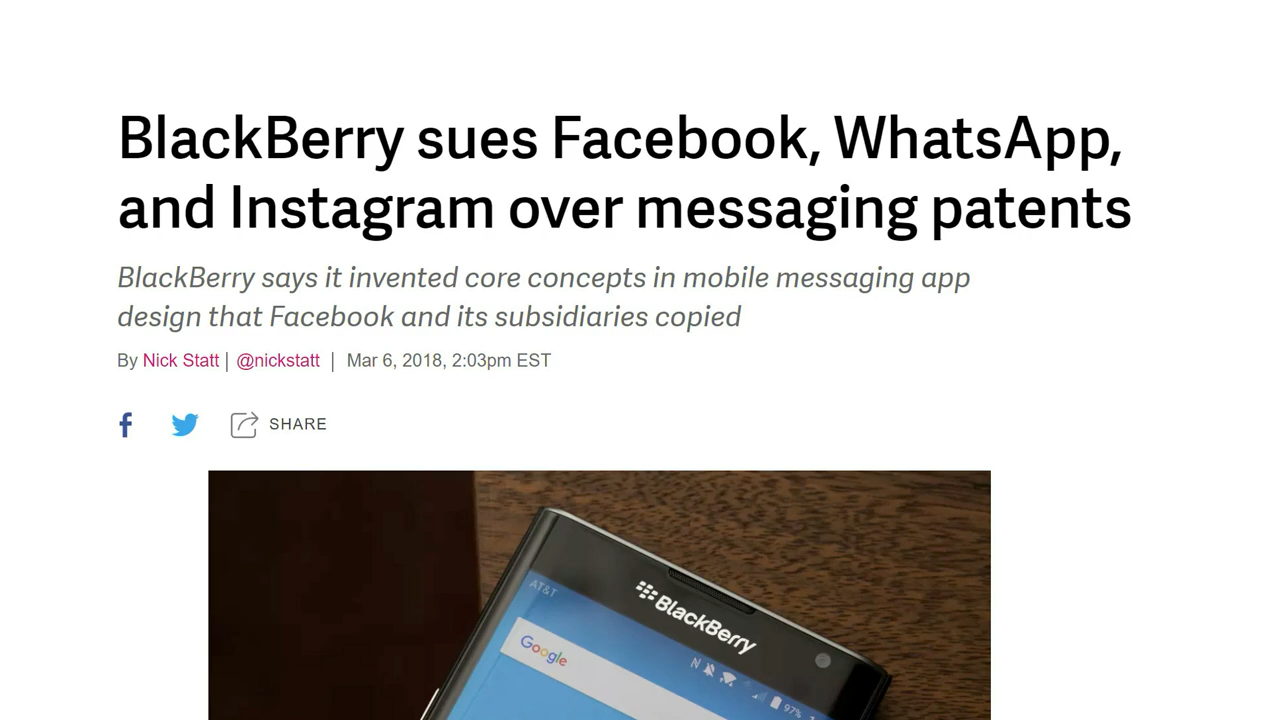 BlackBerry sues Facebook, WhatsApp,
and Instagram over messaging patents
BlackBerry says it invented core concepts in mobile messaging app
design that Facebook and its subsidiaries copied
By Nick Statt | @nickstatt | Mar 6, 2018, 2:03pm EST
SHARE
AT&T
BlackBerry
Google
97%